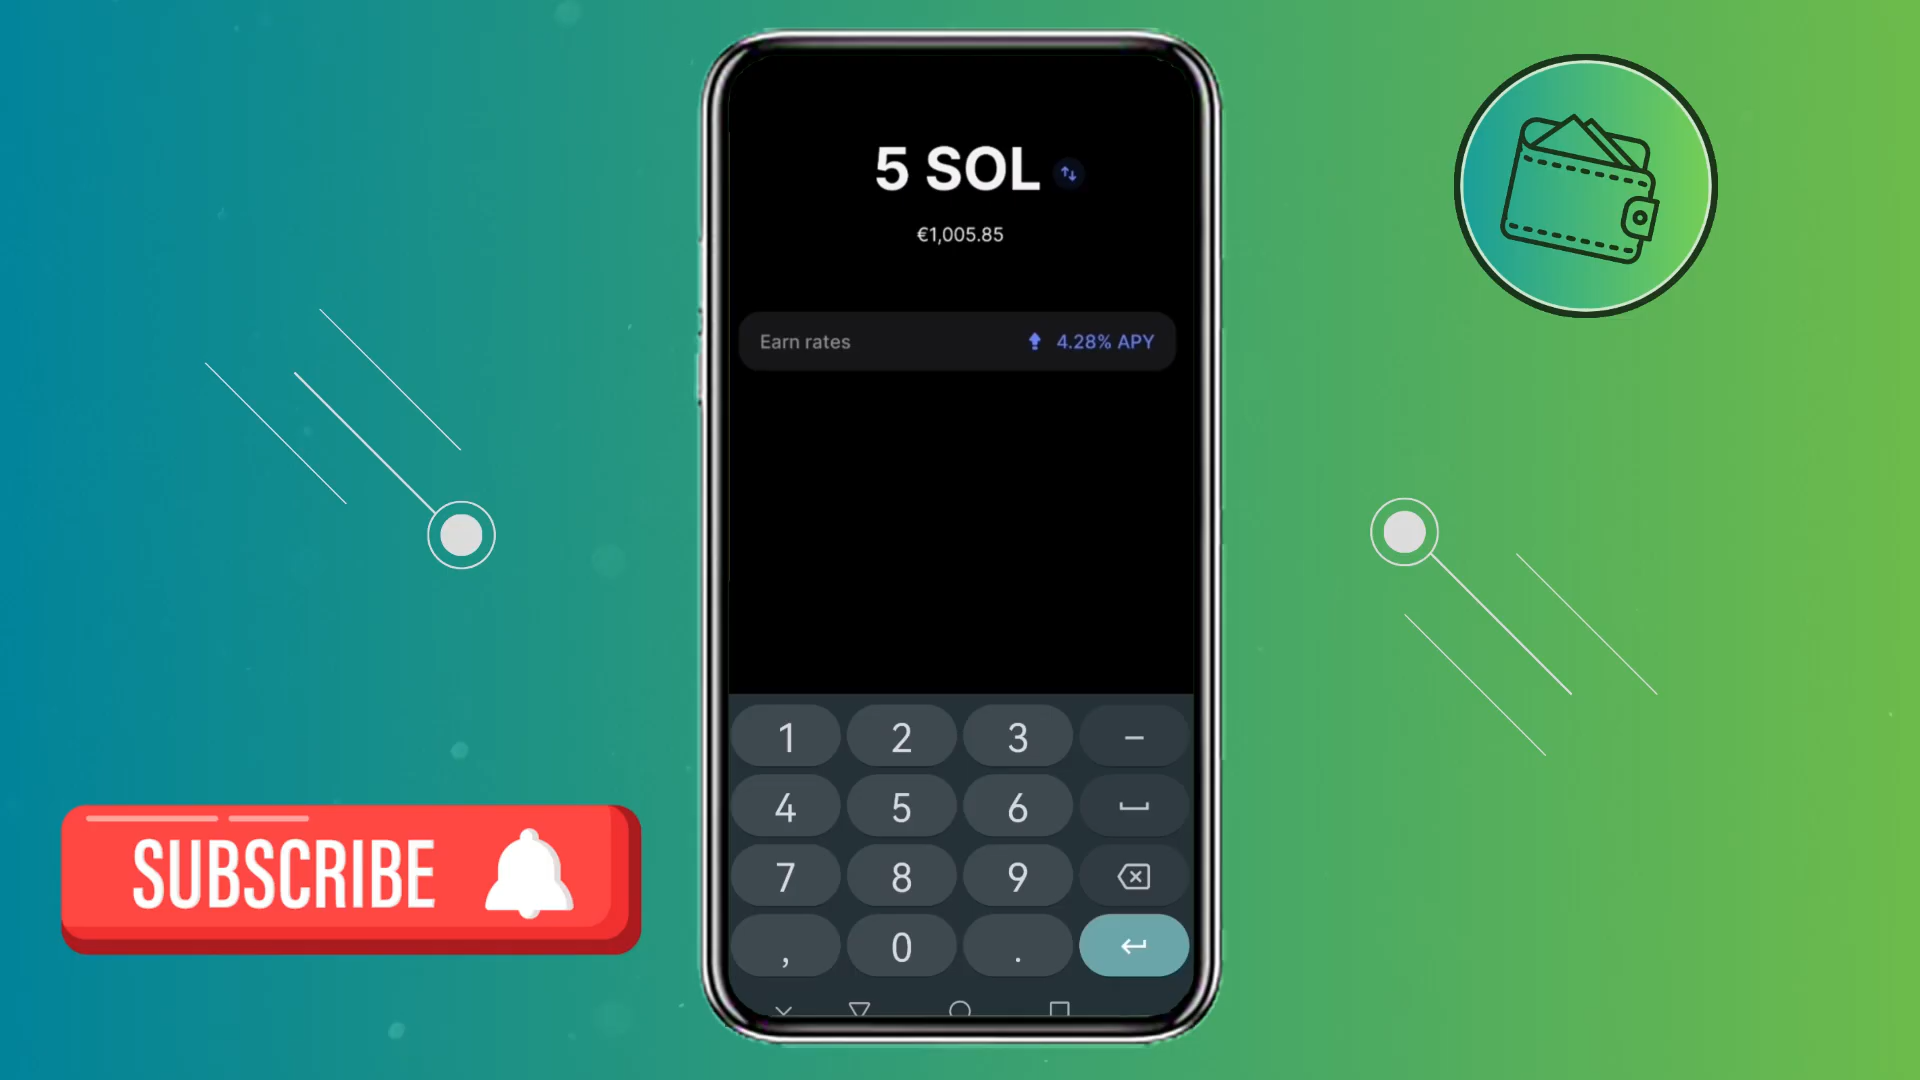 5 SOL
€1,005.85
Earn rates 4.28% APY
1 2 3 –
4 5 6
7 8 9
, 0 .
SUBSCRIBE